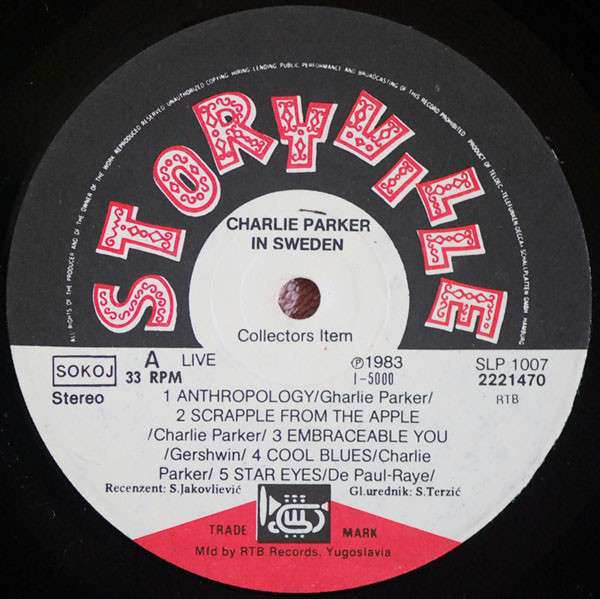 ALL RIGHTS OF THE PRODUCER AND OF THE OWNER OF THE WORK REPRODUCED RESERVED · UNAUTHORIZED COPYING HIRING LENDING PUBLIC PERFORMANCE AND BROADCASTING OF THIS RECORD PROHIBITED · PRODUCT OF TELDEC »TELEFUNKEN-DECCA« SCHALLPLATTEN GMBH, HAMBURG
STORYVILLE
CHARLIE PARKER
IN SWEDEN
Collectors Item
SOKOJ
A LIVE
33 RPM
Stereo
Ⓟ1983
I-5000
SLP 1007
2221470
RTB
1 ANTHROPOLOGY/Gharlie Parker/
2 SCRAPPLE FROM THE APPLE
/Charlie Parker/ 3 EMBRACEABLE YOU
/Gershwin/ 4 COOL BLUES/Charlie
Parker/ 5 STAR EYES/De Paul-Raye/
Recenzent: S.Jakovliević Gl.urednik: S.Terzić
TRADE MARK
Mfd by RTB Records, Yugoslavia